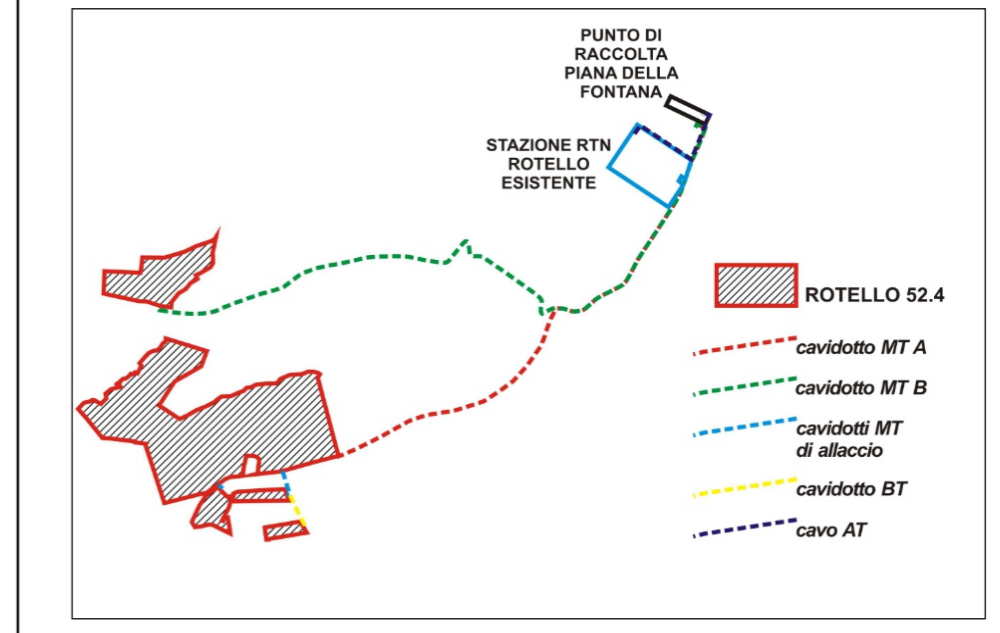 PUNTO DI
RACCOLTA
PIANA DELLA
FONTANA
STAZIONE RTN
ROTELLO
ESISTENTE
ROTELLO 52.4
cavidotto MT A
cavidotto MT B
cavidotti MT
di allaccio
cavidotto BT
cavo AT